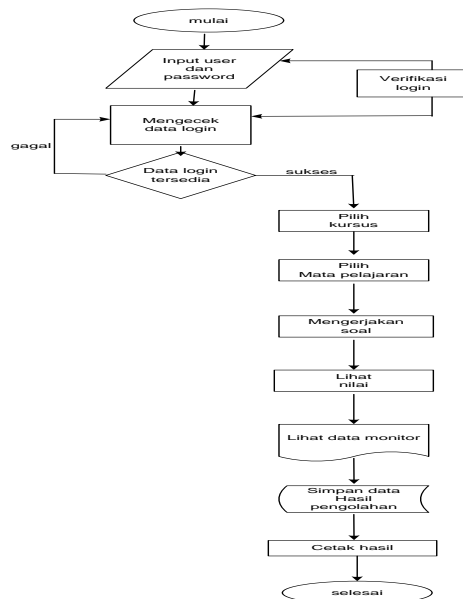 mulai
Input user
dan
password
Verifikasi
login
Mengecek
data login
gagal
Data login
tersedia
sukses
Pilih
kursus
Pilih
Mata pelajaran
Mengerjakan
soal
Lihat
nilai
Lihat data monitor
Simpan data
Hasil
pengolahan
Cetak hasil
selesai